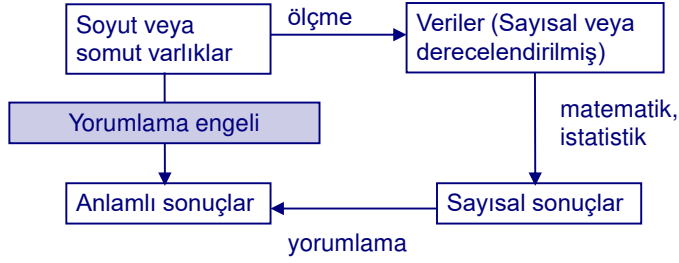 Soyut veya
somut varlıklar
ölçme
Veriler (Sayısal veya
derecelendirilmiş)
Yorumlama engeli
matematik,
istatistik
Anlamlı sonuçlar
Sayısal sonuçlar
yorumlama